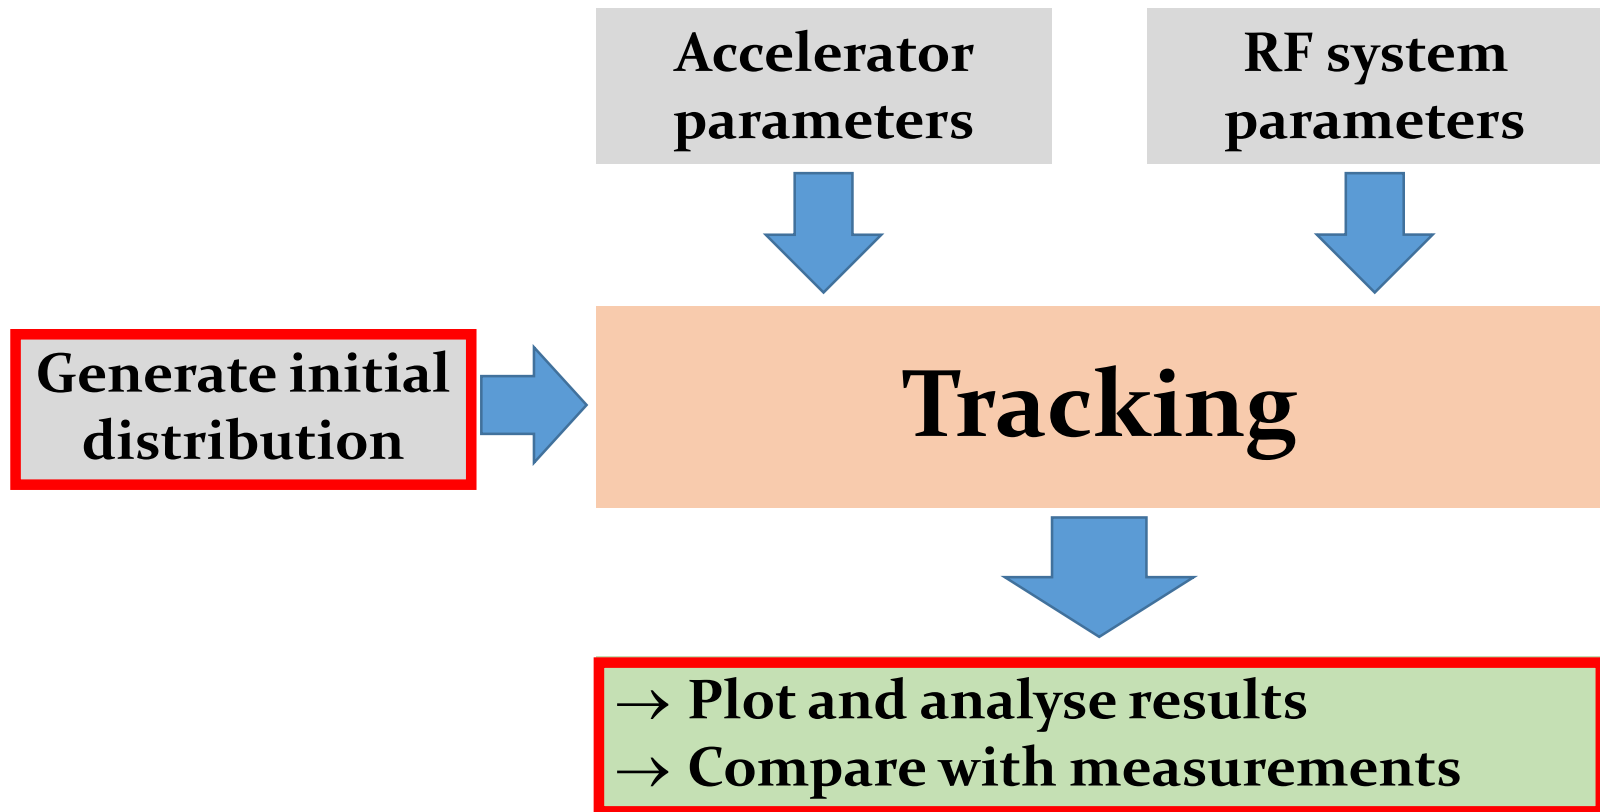 Accelerator
parameters
RF system
parameters
Generate initial
distribution
Tracking
→ Plot and analyse results
→ Compare with measurements